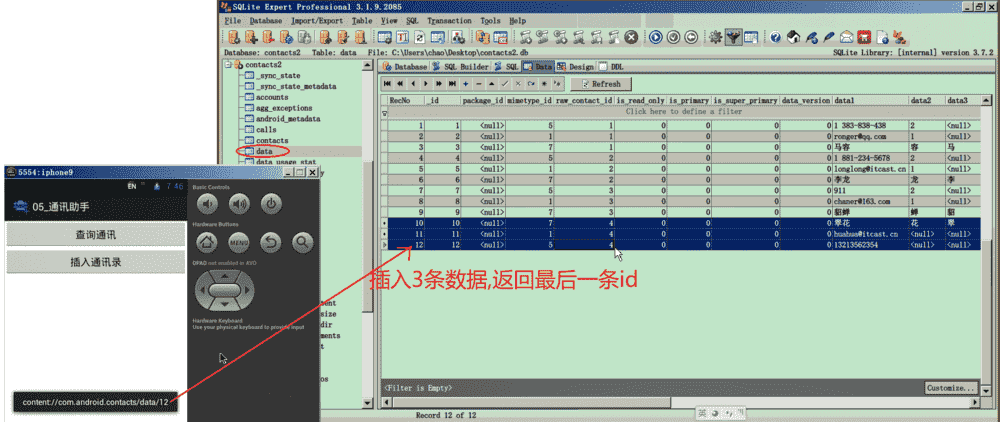 SQLite Expert Professional 3.1.9.2085
File Database Import/Export Table View SQL Transaction Tools Help
Database: contacts2 Table: data File: C:\Users\chao\Desktop\contacts2.db
SQLite Library: [internal] version 3.7.2
contacts2
_sync_state
_sync_state_metadata
accounts
agg_exceptions
android_metadata
calls
contacts
data
data_usage_stat
Database SQL Builder SQL Data Design DDL
Refresh
RecNo _id package_id mimetype_id raw_contact_id is_read_only is_primary is_super_primary data_version data1 data2 data3
Click here to define a filter
1 1 <null> 5 1 0 0 0 0 1 383-838-438 2 <null>
2 2 <null> 1 1 0 0 0 0 ronger@qq.com 1 <null>
3 3 <null> 7 1 0 0 0 0 马容 容 马
4 4 <null> 5 2 0 0 0 0 1 881-234-5678 2 <null>
5 5 <null> 1 2 0 0 0 0 longlong@itcast.cn 1 <null>
6 6 <null> 7 2 0 0 0 0 李龙 龙 李
7 7 <null> 5 3 0 0 0 0 911 2 <null>
8 8 <null> 1 3 0 0 0 0 chaner@163.com 1 <null>
9 9 <null> 7 3 0 0 0 0 貂蝉 蝉 貂
10 10 <null> 7 4 0 0 0 0 翠花 花 翠
11 11 <null> 1 4 0 0 0 0 huahua@itcast.cn <null> <null>
12 12 <null> 5 4 0 0 0 0 13213562354 <null> <null>
插入3条数据,返回最后一条id
<Filter is Empty>
Customize...
Record 12 of 12
英
5554:iphone9
EN 7:46
05_通讯助手
查询通讯
插入通讯录
content://com.android.contacts/data/12
Basic Controls
Hardware Buttons
MENU
DPAD not enabled in AVD
Hardware Keyboard
Use your physical keyboard to provide input